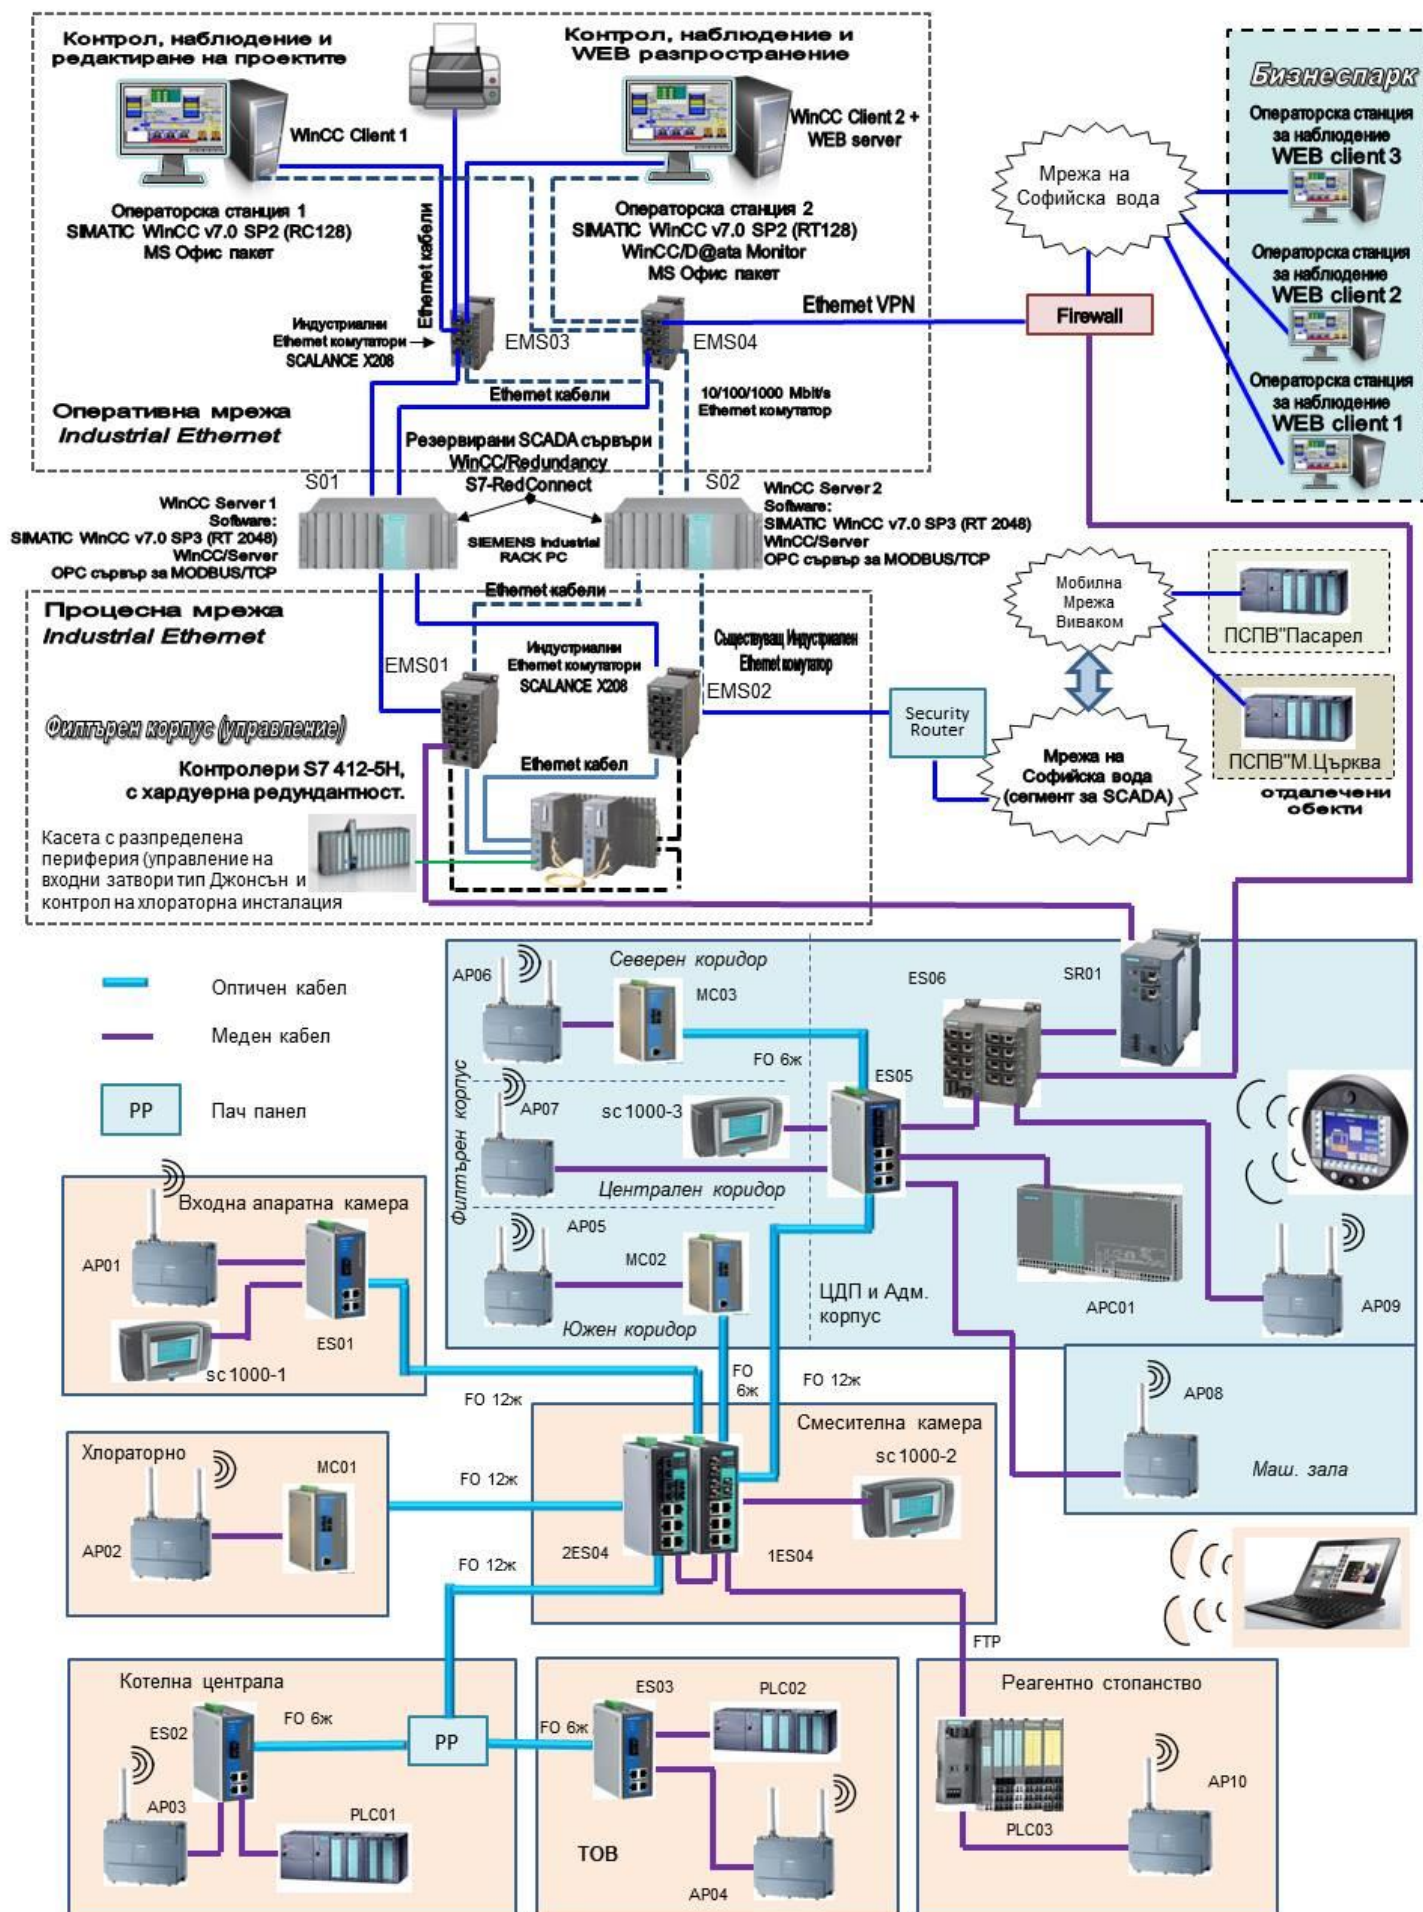 Контрол, наблюдение и
редактиране на проектите
WinCC Client 1
Операторска станция 1
SIMATIC WinCC v7.0 SP2 (RC128)
MS Офис пакет
Контрол, наблюдение и
WEB разпространение
WinCC Client 2 +
WEB server
Операторска станция 2
SIMATIC WinCC v7.0 SP2 (RT128)
WinCC/D@ata Monitor
MS Офис пакет
Ethernet кабели
Индустриални
Ethernet комутатори
SCALANCE X208
EMS03
EMS04
Ethernet VPN
Ethernet кабели
10/100/1000 Mbit/s
Ethernet комутатор
Оперативна мрежа
Industrial Ethernet
Бизнеспарк
Операторска станция
за наблюдение
WEB client 3
Операторска станция
за наблюдение
WEB client 2
Операторска станция
за наблюдение
WEB client 1
Мрежа на
Софийска вода
Firewall
Резервирани SCADA сървъри
WinCC/Redundancy
S7-RedConnect
S01
S02
WinCC Server 1
Software:
SIMATIC WinCC v7.0 SP3 (RT 2048)
WinCC/Server
OPC сървър за MODBUS/TCP
SIEMENS Industrial
RACK PC
WinCC Server 2
Software:
SIMATIC WinCC v7.0 SP3 (RT 2048)
WinCC/Server
OPC сървър за MODBUS/TCP
Ethernet кабели
Процесна мрежа
Industrial Ethernet
EMS01
Индустриални
Ethernet комутатори
SCALANCE X208
Съществуващ Индустриален
Ethernet комутатор
EMS02
Филтърен корпус (управление)
Ethernet кабел
Контролери S7 412-5H,
с хардуерна редундантност.
Касета с разпределена
периферия (управление на
входни затвори тип Джонсън и
контрол на хлораторна инсталация
Мобилна
Мрежа
Виваком
ПСПВ"Пасарел
ПСПВ"М.Църква
отдалечени
обекти
Security
Router
Мрежа на
Софийска вода
(сегмент за SCADA)
Оптичен кабел
Меден кабел
PP
Пач панел
AP06
Северен коридор
MC03
FO 6ж
ES06
SR01
ES05
Филтърен корпус
AP07
sc1000-3
Централен коридор
AP05
MC02
Южен коридор
ЦДП и Адм.
корпус
APC01
AP09
AP08
Маш. зала
Входна апаратна камера
AP01
ES01
sc1000-1
FO 12ж
FO
6ж
FO 12ж
Хлораторно
MC01
AP02
FO 12ж
Смесителна камера
sc1000-2
2ES04
1ES04
FO 12ж
FTP
Котелна централа
ES02
FO 6ж
PP
AP03
PLC01
FO 6ж
ES03
PLC02
ТОВ
AP04
Реагентно стопанство
PLC03
AP10